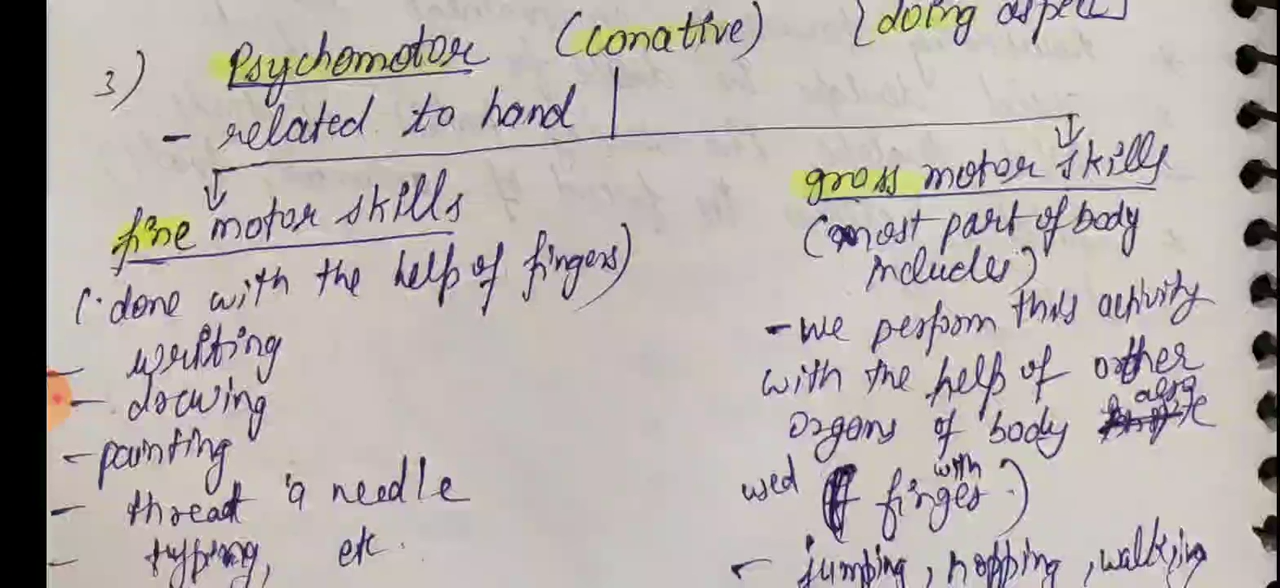 3) Psychomotor (conative) [doing aspect]
- related to hand
fine motor skills
(done with the help of fingers)
- writing
- drawing
- painting
- thread a needle
- typing, etc.
gross motor skills
(most part of body
includes)
- we perform this activity
with the help of other
organs of body also
used with finges)
- jumping, hopping, walking